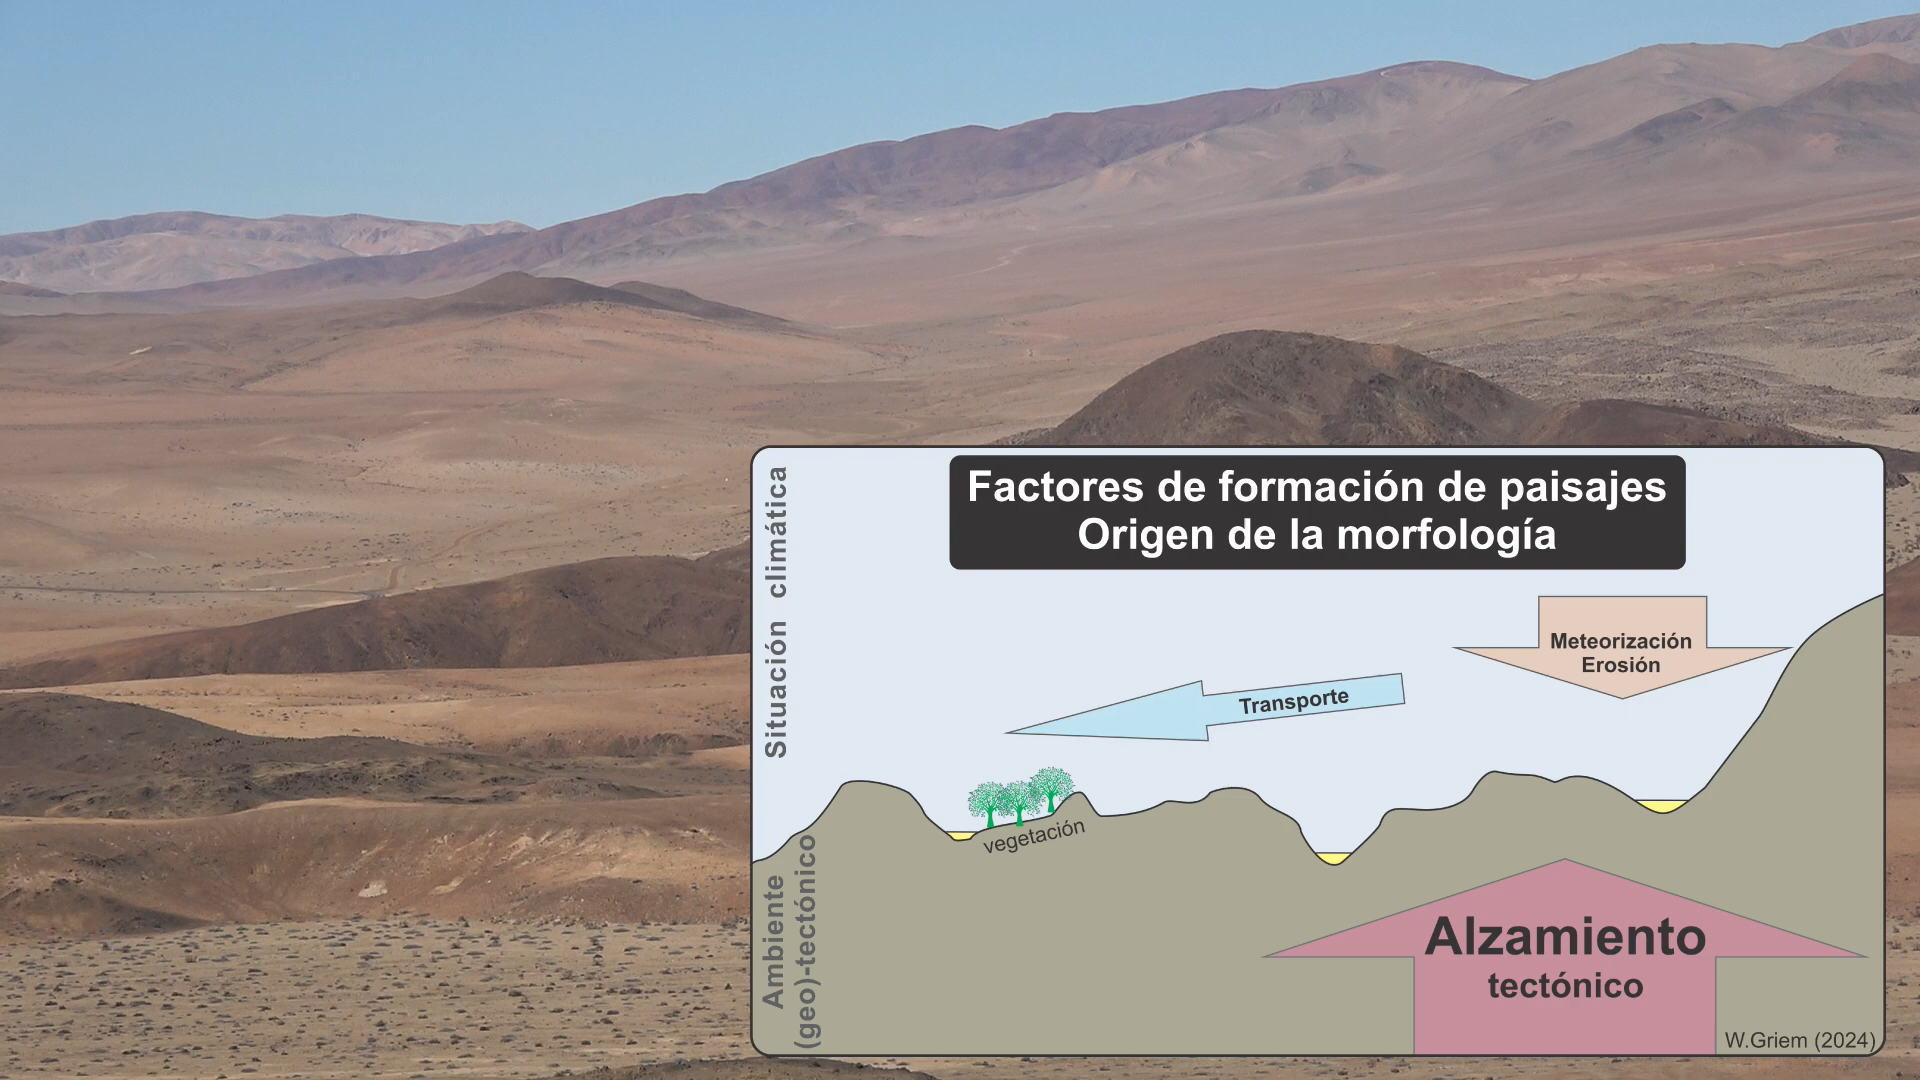 Factores de formación de paisajes
Origen de la morfología
Situación climática
Meteorización
Erosión
Transporte
vegetación
Ambiente
(geo)-tectónico
Alzamiento
tectónico
W.Griem (2024)